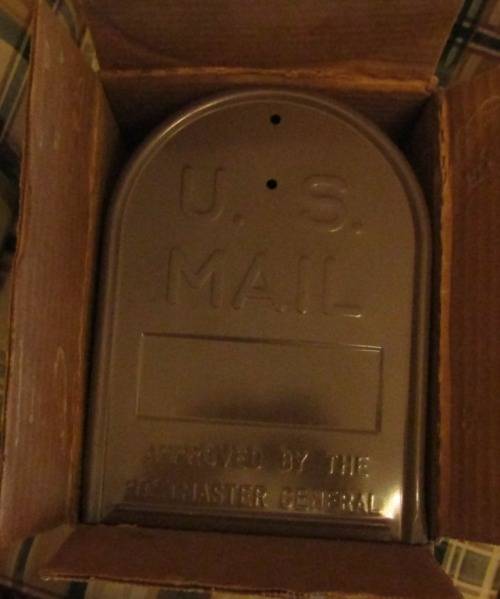 U. S.
MAIL
APPROVED BY THE
POSTMASTER GENERAL